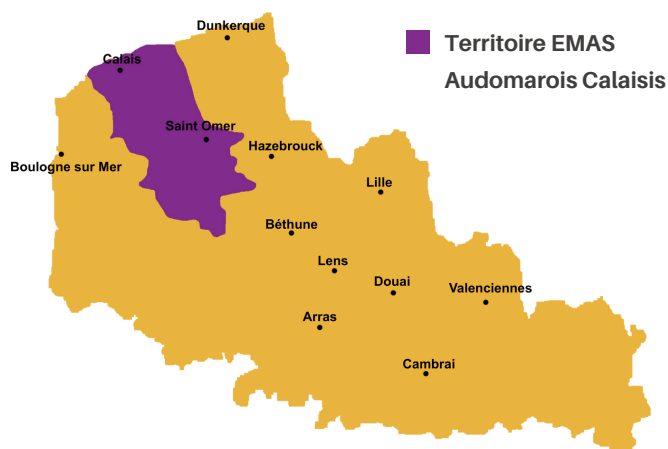 Dunkerque
Territoire EMAS
Audomarois Calaisis
Calais
Saint Omer
Hazebrouck
Boulogne sur Mer
Lille
Béthune
Lens
Douai
Valenciennes
Arras
Cambrai